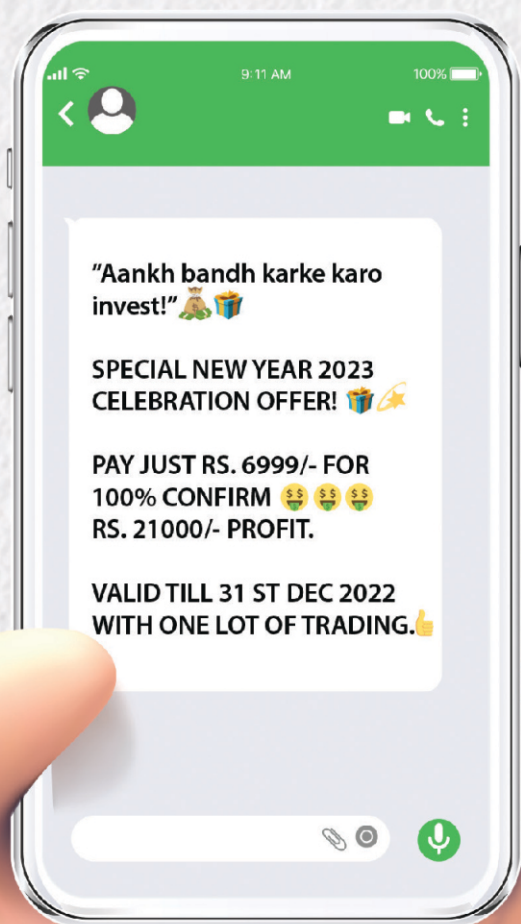 9:11 AM
100%
"Aankh bandh karke karo
invest!"💰🎁
SPECIAL NEW YEAR 2023
CELEBRATION OFFER! 🎁💫
PAY JUST RS. 6999/- FOR
100% CONFIRM 🤑 🤑 🤑
RS. 21000/- PROFIT.
VALID TILL 31 ST DEC 2022
WITH ONE LOT OF TRADING.👍